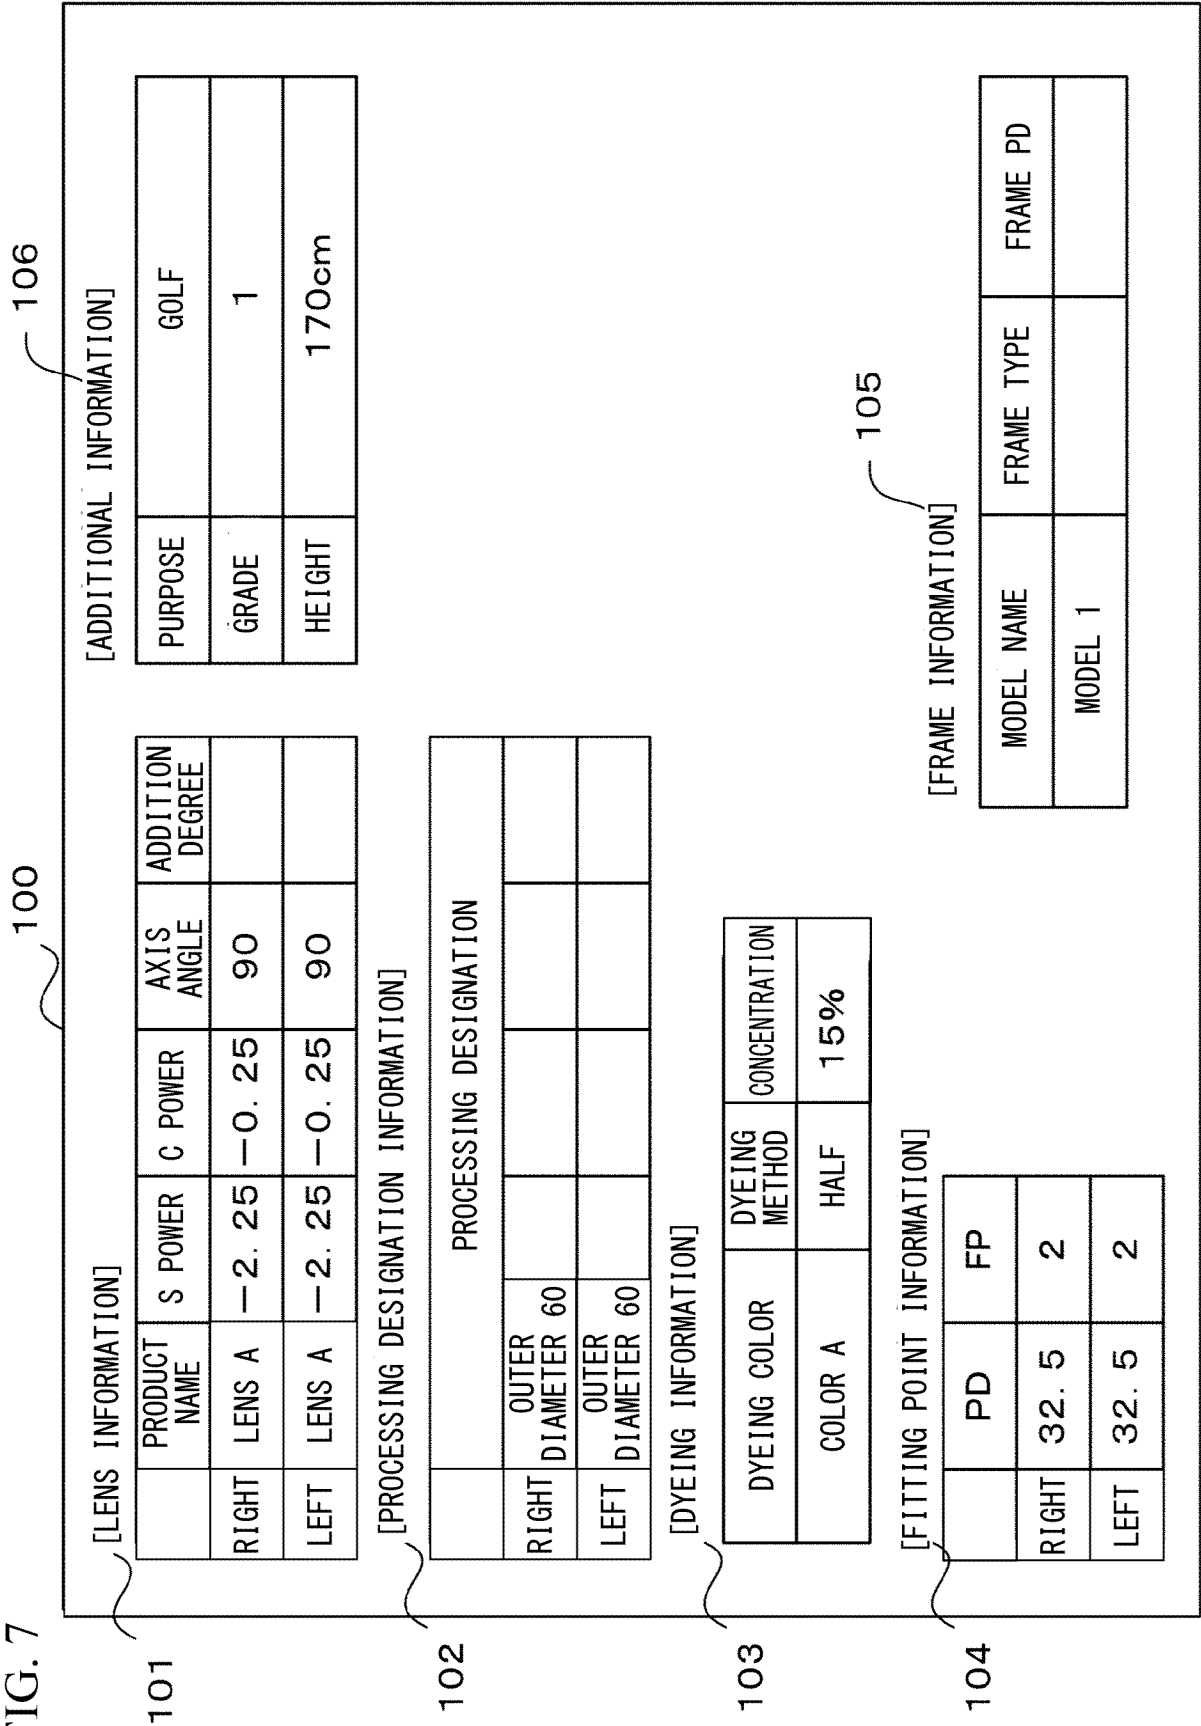 FIG. 7
100
106
101
[LENS INFORMATION]
PRODUCT NAME S POWER C POWER AXIS ANGLE ADDITION DEGREE
RIGHT LENS A −2. 25 −0. 25 90
LEFT LENS A −2. 25 −0. 25 90
[ADDITIONAL INFORMATION]
PURPOSE GOLF
GRADE 1
HEIGHT 170cm
102
[PROCESSING DESIGNATION INFORMATION]
PROCESSING DESIGNATION
RIGHT OUTER DIAMETER 60
LEFT OUTER DIAMETER 60
103
[DYEING INFORMATION]
DYEING COLOR DYEING METHOD CONCENTRATION
COLOR A HALF 15%
104
[FITTING POINT INFORMATION]
PD FP
RIGHT 32. 5 2
LEFT 32. 5 2
105
[FRAME INFORMATION]
MODEL NAME FRAME TYPE FRAME PD
MODEL 1